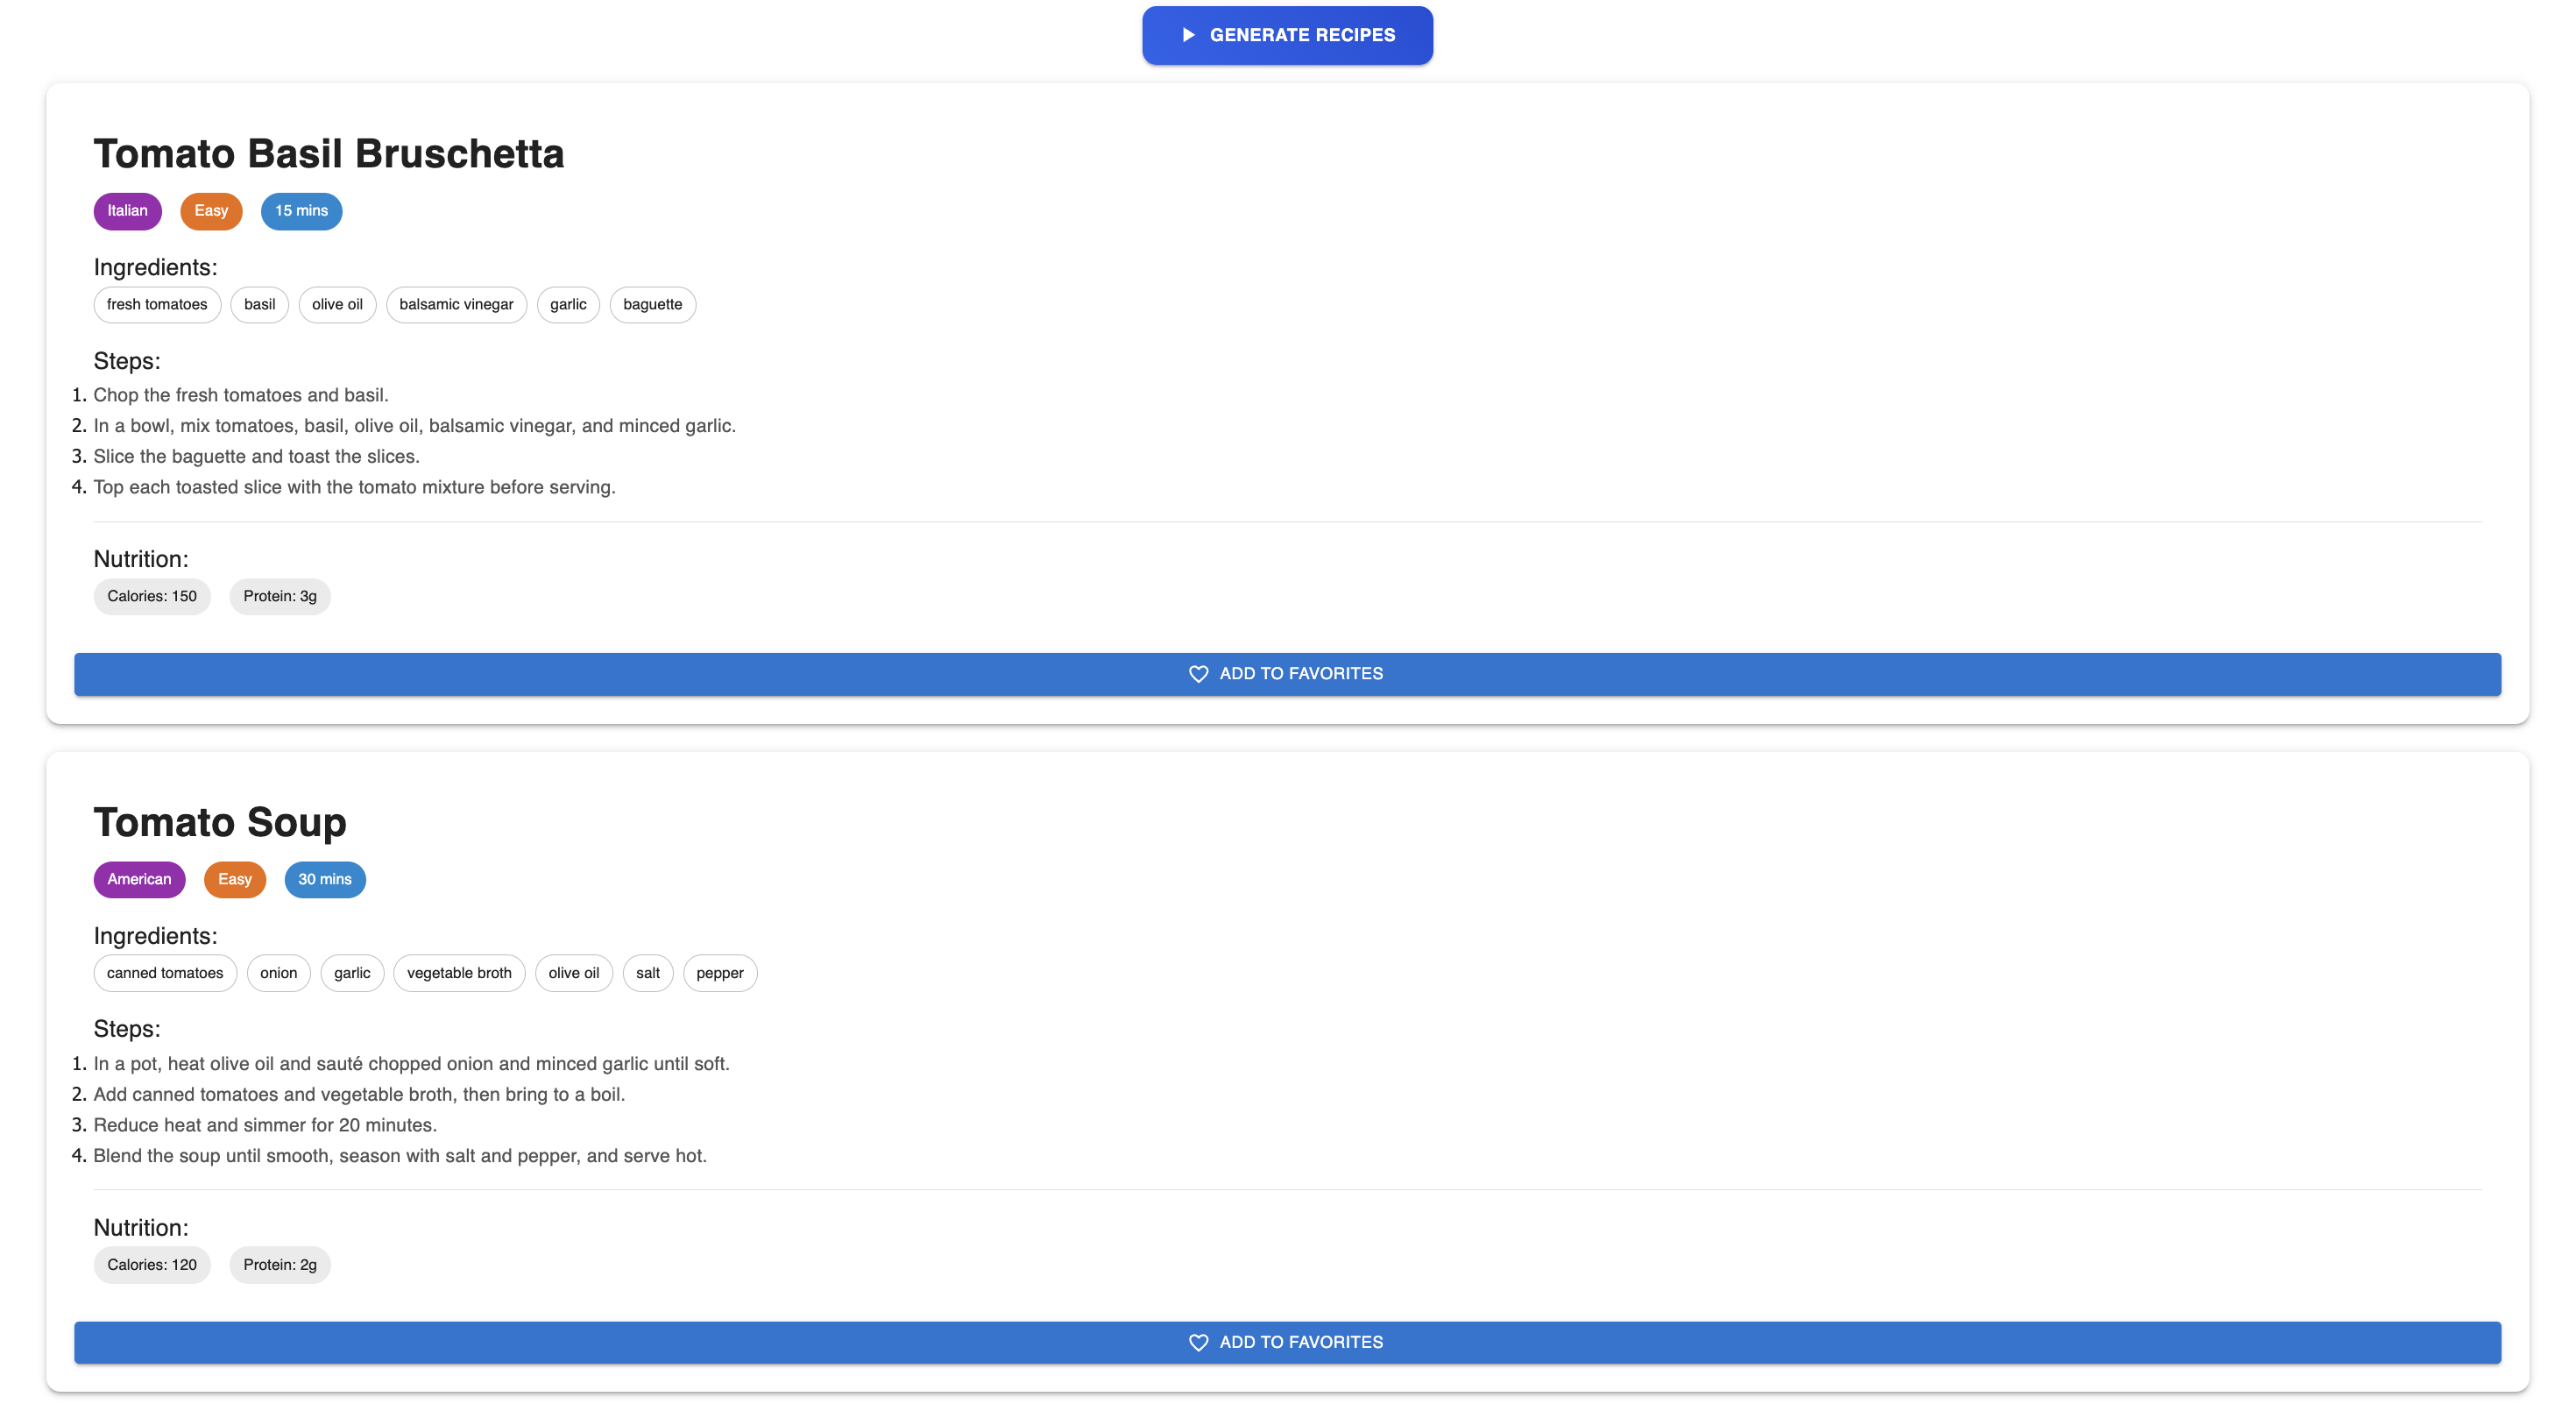 GENERATE RECIPES
Tomato Basil Bruschetta
Italian Easy 15 mins
Ingredients:
fresh tomatoes basil olive oil balsamic vinegar garlic baguette
Steps:
1. Chop the fresh tomatoes and basil.
2. In a bowl, mix tomatoes, basil, olive oil, balsamic vinegar, and minced garlic.
3. Slice the baguette and toast the slices.
4. Top each toasted slice with the tomato mixture before serving.
Nutrition:
Calories: 150 Protein: 3g
ADD TO FAVORITES
Tomato Soup
American Easy 30 mins
Ingredients:
canned tomatoes onion garlic vegetable broth olive oil salt pepper
Steps:
1. In a pot, heat olive oil and sauté chopped onion and minced garlic until soft.
2. Add canned tomatoes and vegetable broth, then bring to a boil.
3. Reduce heat and simmer for 20 minutes.
4. Blend the soup until smooth, season with salt and pepper, and serve hot.
Nutrition:
Calories: 120 Protein: 2g
ADD TO FAVORITES